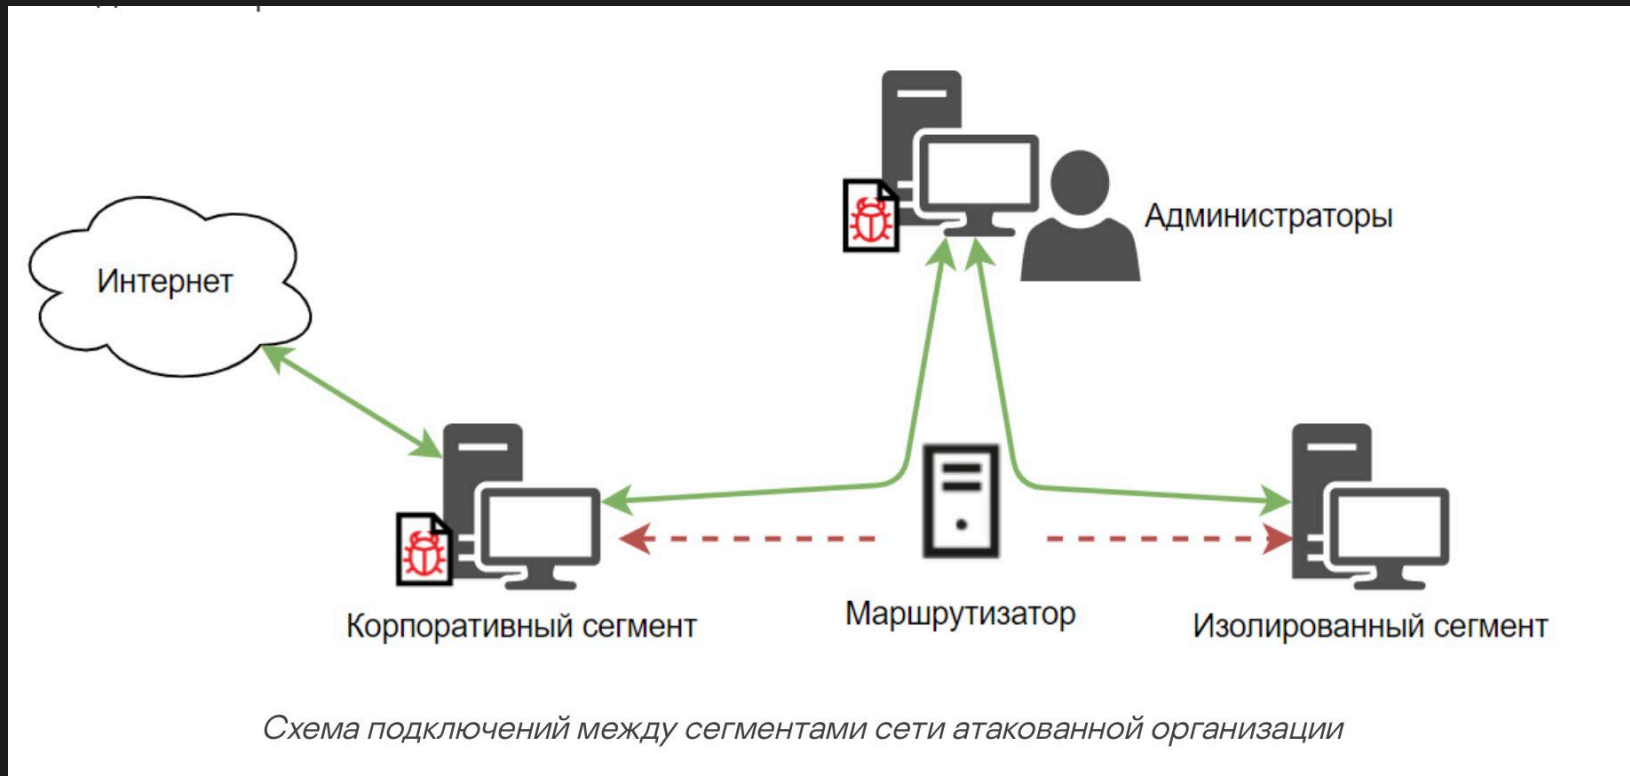 Администраторы
Интернет
Маршрутизатор
Корпоративный сегмент
Изолированный сегмент
Схема подключений между сегментами сети атакованной организации